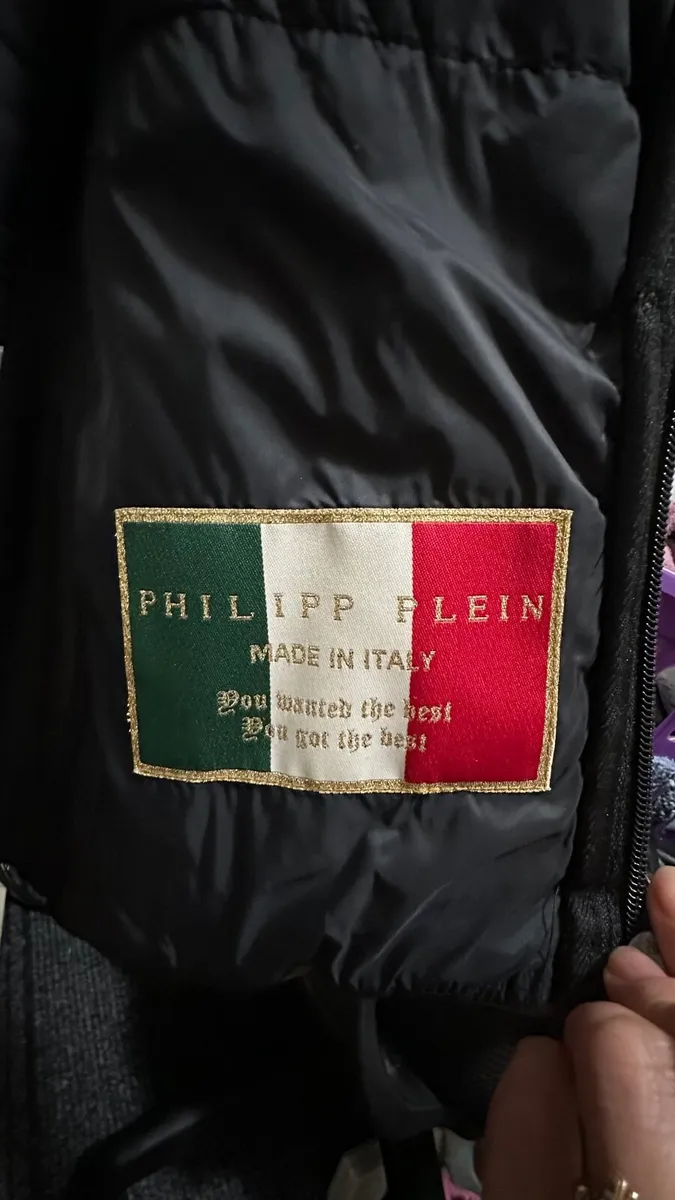 PHILIPP PLEIN
MADE IN ITALY
You wanted the best
You got the best